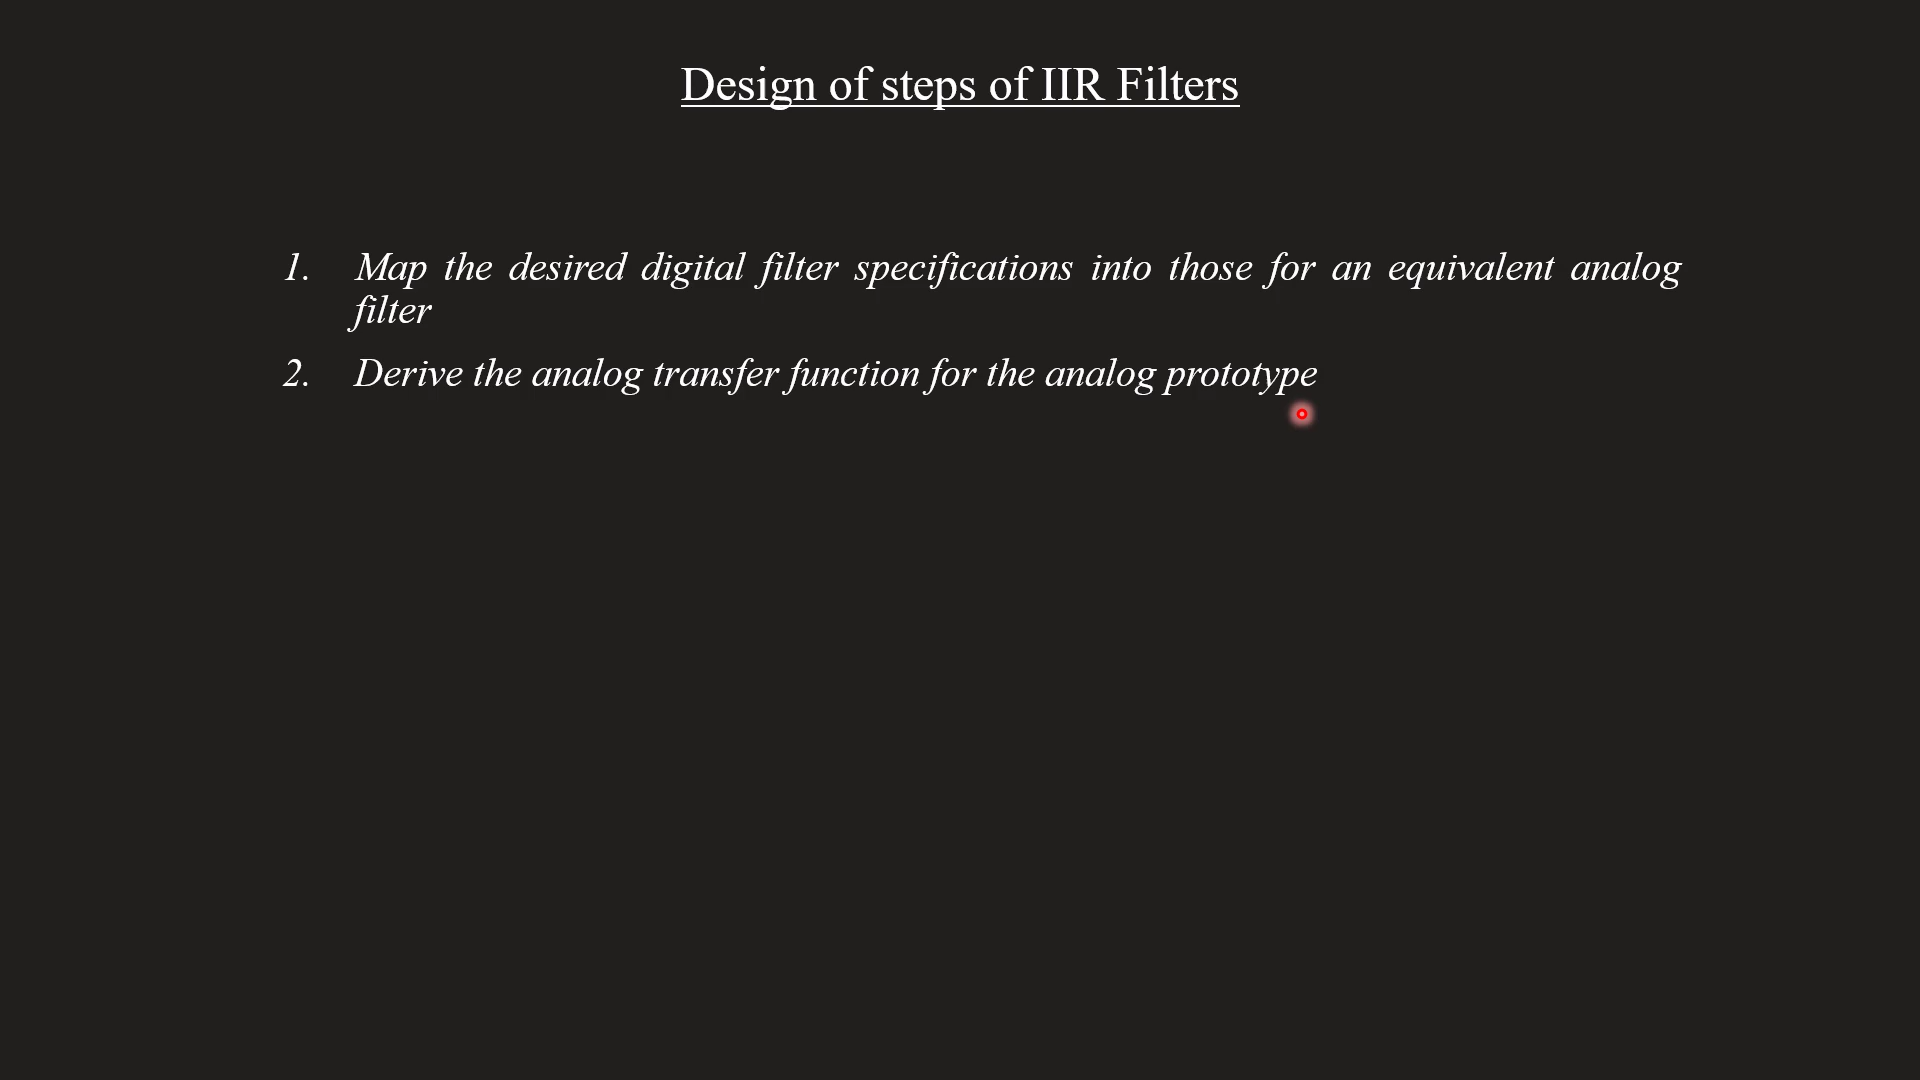 Design of steps of IIR Filters
1. Map the desired digital filter specifications into those for an equivalent analog
filter
2. Derive the analog transfer function for the analog prototype